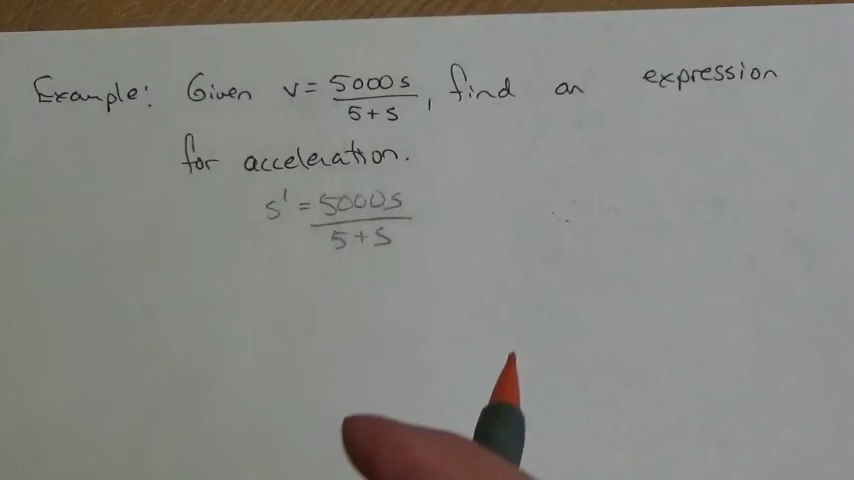 Example: Given v = 5000s / 5+s, find an expression
for acceleration.
s' = 5000s / 5+s